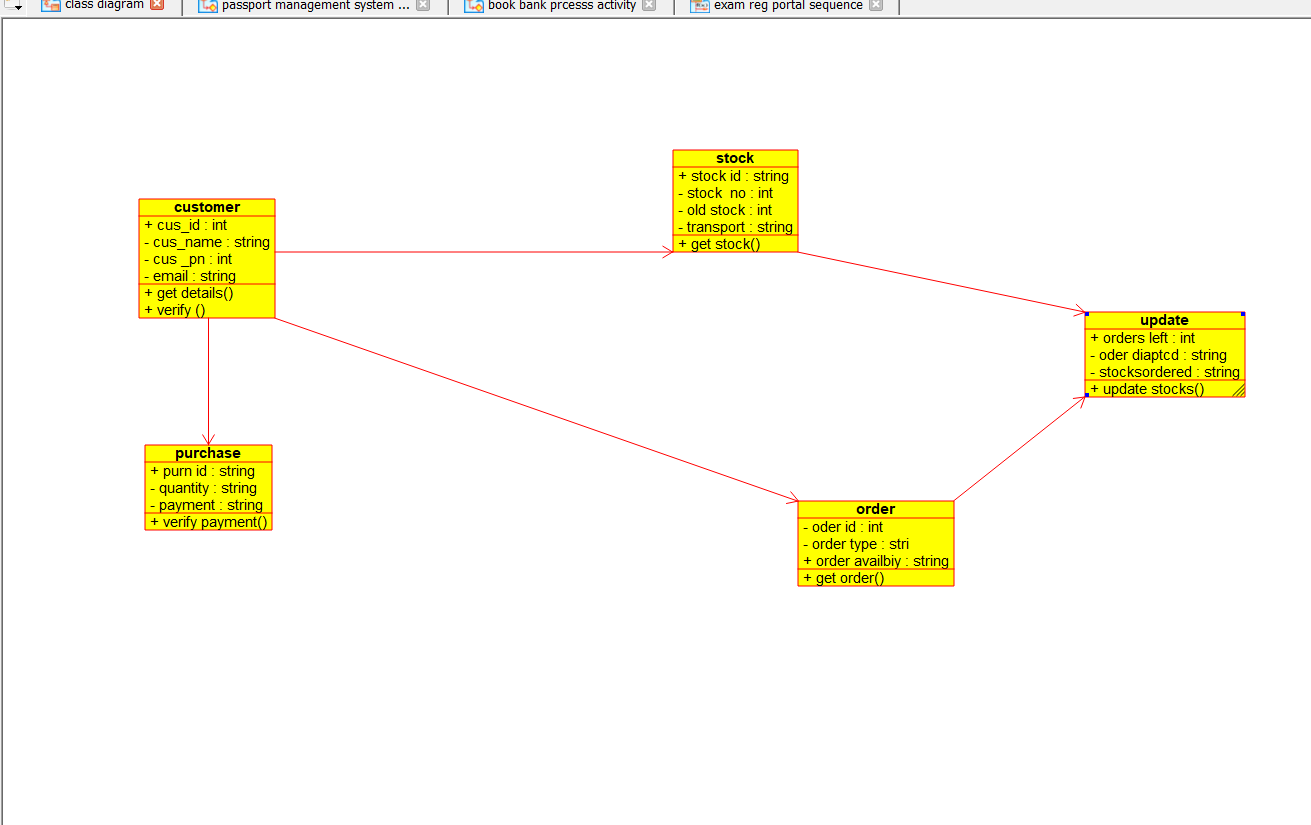 class diagram
passport management system ...
book bank prcesss activity
exam reg portal sequence
stock
+ stock id : string
- stock no : int
- old stock : int
- transport : string
+ get stock()
customer
+ cus_id : int
- cus_name : string
- cus _pn : int
- email : string
+ get details()
+ verify ()
update
+ orders left : int
- oder diaptcd : string
- stocksordered : string
+ update stocks()
purchase
+ purn id : string
- quantity : string
- payment : string
+ verify payment()
order
- oder id : int
- order type : stri
+ order availbiy : string
+ get order()